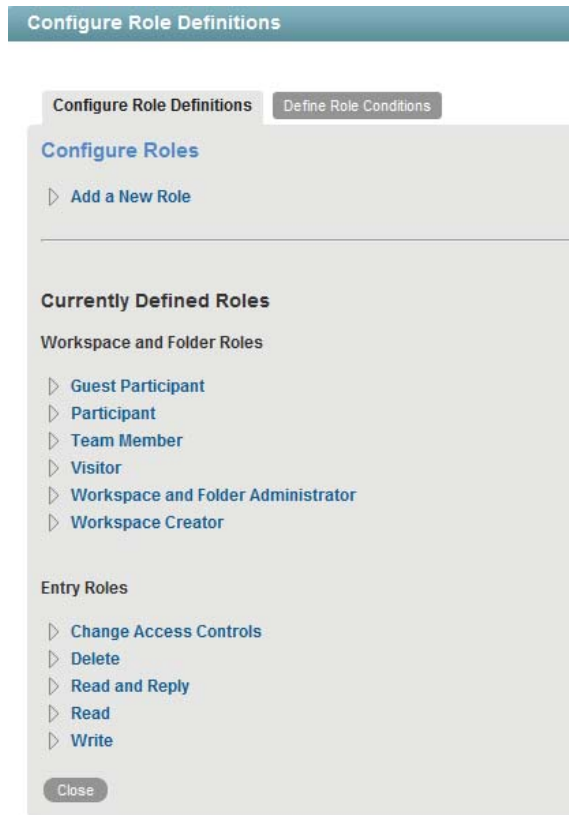 Configure Role Definitions
Configure Role Definitions Define Role Conditions
Configure Roles
Add a New Role
Currently Defined Roles
Workspace and Folder Roles
Guest Participant
Participant
Team Member
Visitor
Workspace and Folder Administrator
Workspace Creator
Entry Roles
Change Access Controls
Delete
Read and Reply
Read
Write
Close